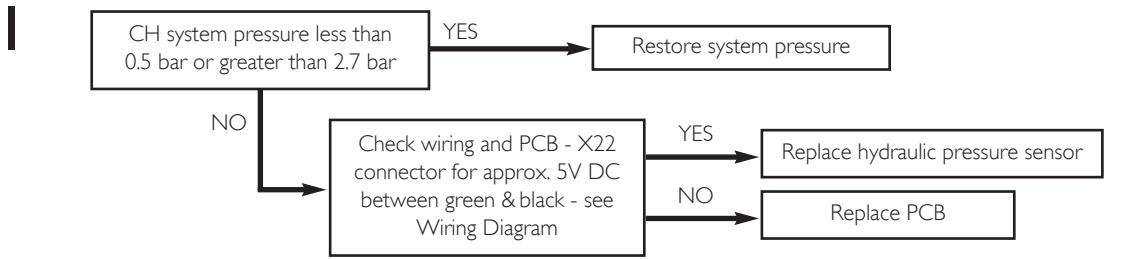 CH system pressure less than
0.5 bar or greater than 2.7 bar
YES
Restore system pressure
NO
Check wiring and PCB - X22
connector for approx. 5V DC
between green & black - see
Wiring Diagram
YES
Replace hydraulic pressure sensor
NO
Replace PCB